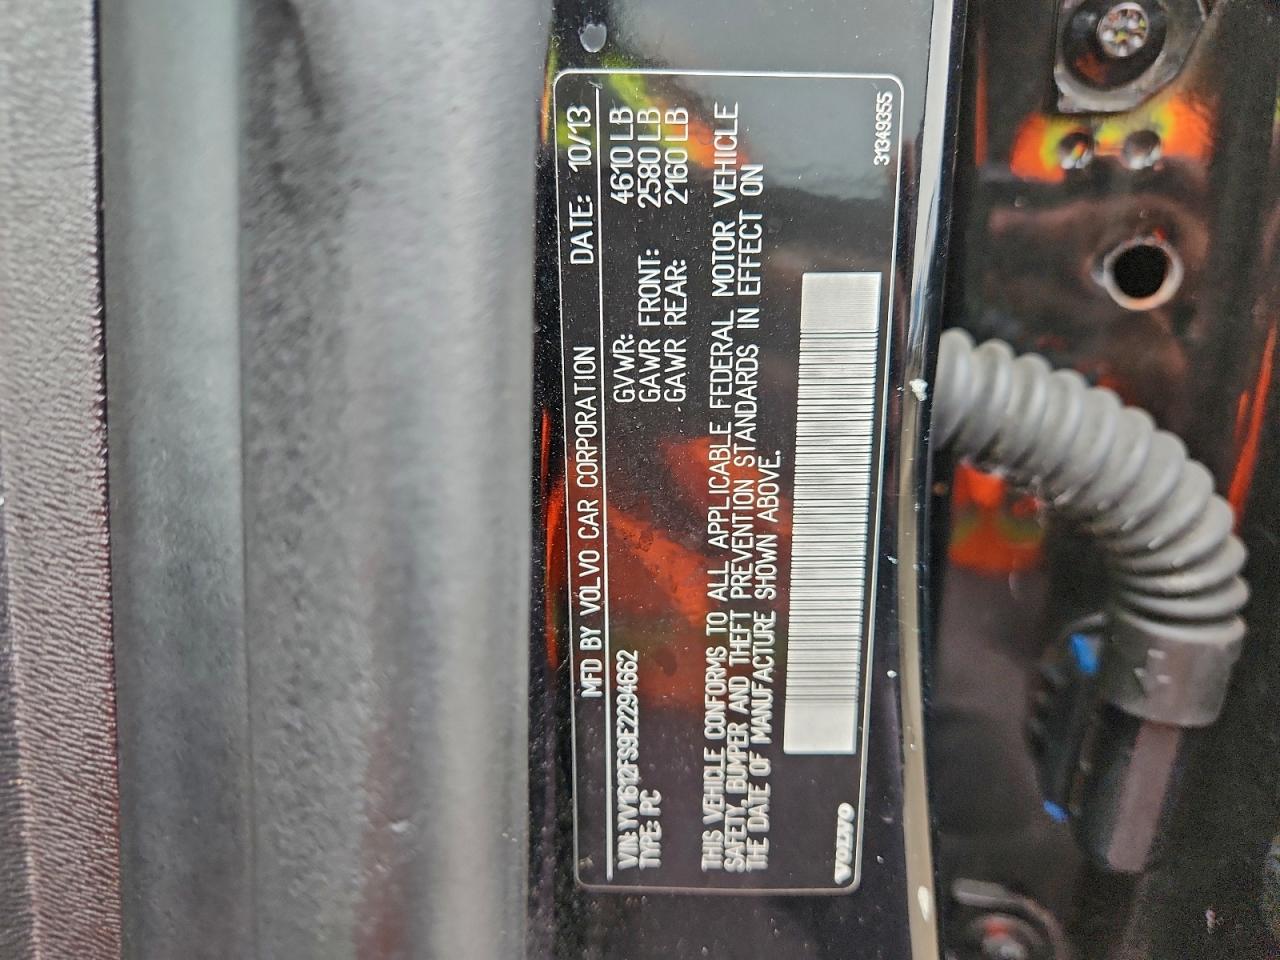 MFD BY VOLVO CAR CORPORATION DATE: 10/13
VIN: YV1612FS9E2294662 GVWR: 4610 LB
TYPE: PC GAWR FRONT: 2580 LB
GAWR REAR: 2160 LB
THIS VEHICLE CONFORMS TO ALL APPLICABLE FEDERAL MOTOR VEHICLE
SAFETY, BUMPER AND THEFT PREVENTION STANDARDS IN EFFECT ON
THE DATE OF MANUFACTURE SHOWN ABOVE.
VOLVO 31349355